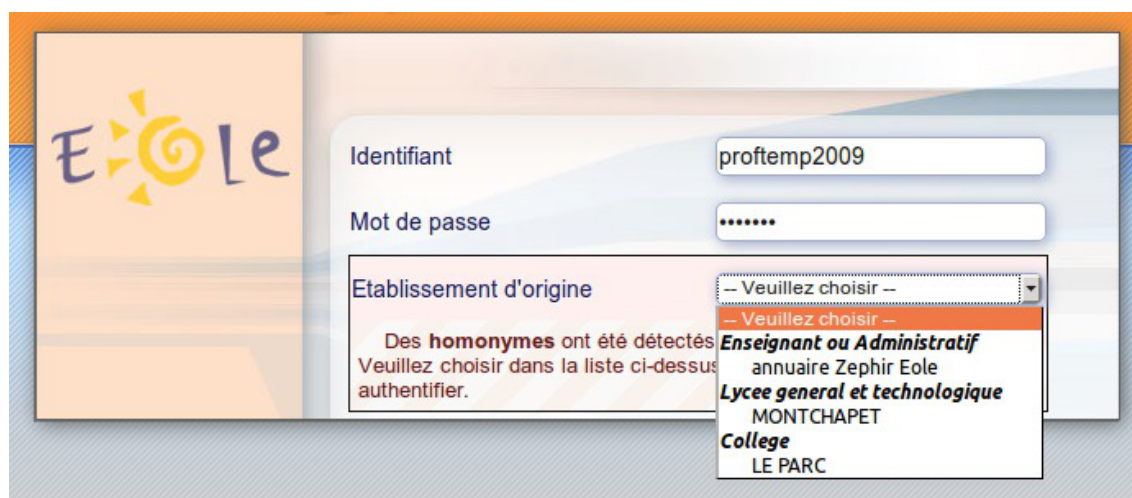 EOLE
Identifiant
proftemp2009
Mot de passe
•••••••
Etablissement d'origine
-- Veuillez choisir --
-- Veuillez choisir --
Des homonymes ont été détectés
Enseignant ou Administratif
Veuillez choisir dans la liste ci-dessus
annuaire Zephir Eole
authentifier.
Lycee general et technologique
MONTCHAPET
College
LE PARC